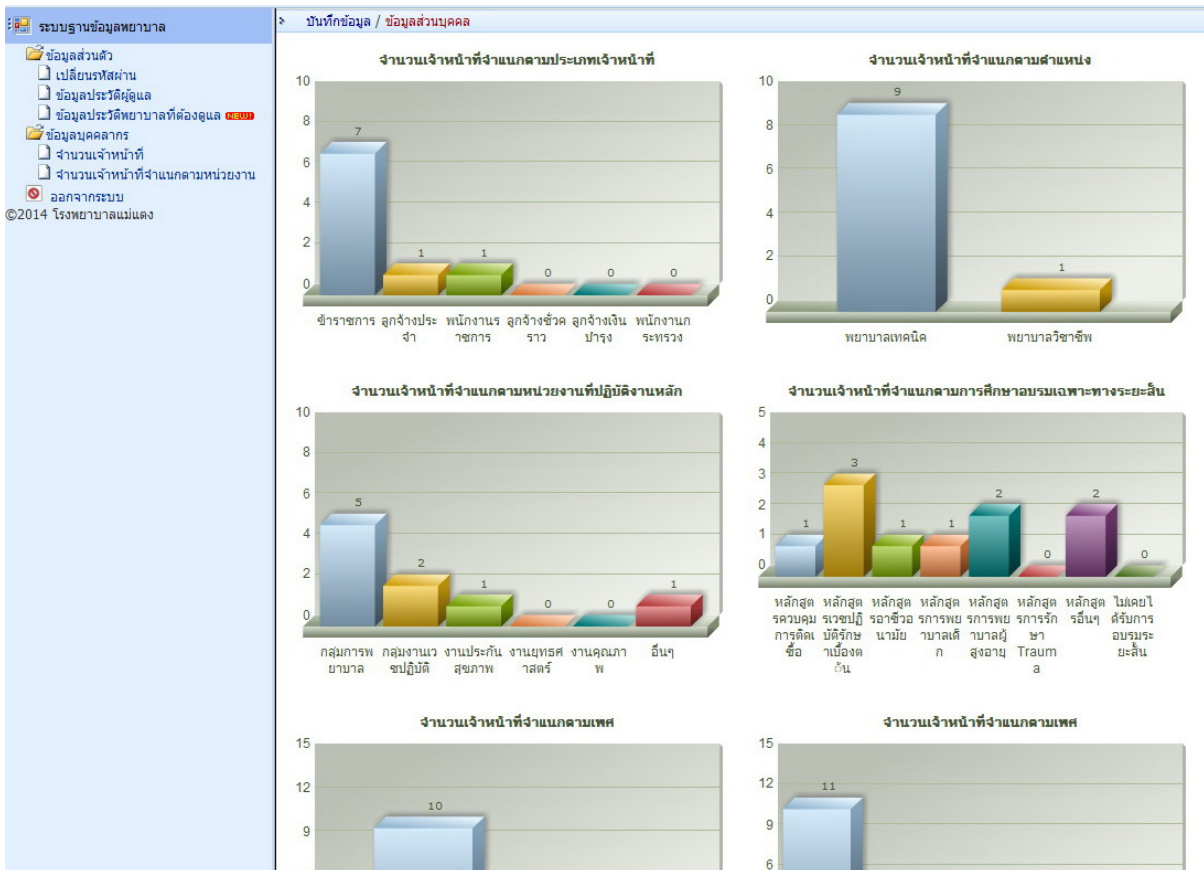 ระบบฐานข้อมูลพยาบาล
ข้อมูลส่วนตัว
เปลี่ยนรหัสผ่าน
ข้อมูลประวัติผู้ดูแล
ข้อมูลประวัติพยาบาลที่ต้องดูแล NEW!
ข้อมูลบุคคลากร
จำนวนเจ้าหน้าที่
จำนวนเจ้าหน้าที่จำแนกตามหน่วยงาน
ออกจากระบบ
©2014 โรงพยาบาลแม่แตง
บันทึกข้อมูล / ข้อมูลส่วนบุคคล
จำนวนเจ้าหน้าที่จำแนกตามประเภทเจ้าหน้าที่
10
8
6
4
2
0
7
1
1
0
0
0
ข้าราชการ ลูกจ้างประ พนักงานร ลูกจ้างชั่วค ลูกจ้างเงิน พนักงานก
จำ าชการ ราว บำรุง ระทรวง
จำนวนเจ้าหน้าที่จำแนกตามตำแหน่ง
10
8
6
4
2
0
9
1
พยาบาลเทคนิค พยาบาลวิชาชีพ
จำนวนเจ้าหน้าที่จำแนกตามหน่วยงานที่ปฏิบัติงานหลัก
10
8
6
4
2
0
5
2
1
0
0
1
กลุ่มการพ กลุ่มงานเว งานประกัน งานยุทธศ งานคุณภา อื่นๆ
ยาบาล ชปฏิบัติ สุขภาพ าสตร์ พ
จำนวนเจ้าหน้าที่จำแนกตามการศึกษาอบรมเฉพาะทางระยะสั้น
5
4
3
2
1
0
1
3
1
1
2
0
2
0
หลักสูต หลักสูต หลักสูต หลักสูต หลักสูต หลักสูต หลักสูต ไม่เคยไ
รควบคุม รเวชปฏิ รอาชีวอ รการพย รการพย รการรัก รอื่นๆ ด้รับการ
การติดเ บัติรักษ นามัย าบาลเด็ าบาลผู้ ษา อบรมระ
ชื้อ าเบื้องต ก สูงอายุ Traum ยะสั้น
้น a
จำนวนเจ้าหน้าที่จำแนกตามเพศ
15
12
9
10
จำนวนเจ้าหน้าที่จำแนกตามเพศ
15
12
9
6
11